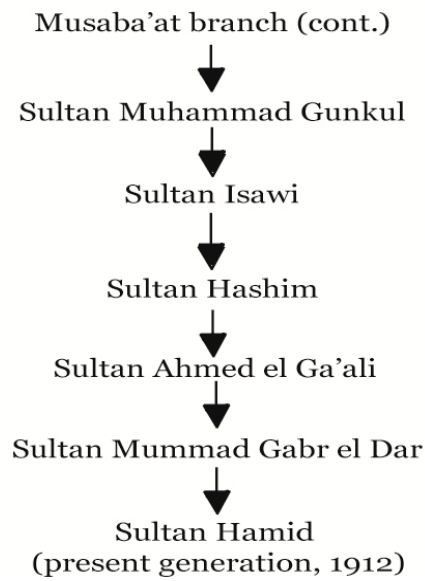 Musaba’at branch (cont.)
Sultan Muhammad Gunkul
Sultan Isawi
Sultan Hashim
Sultan Ahmed el Ga’ali
Sultan Mummad Gabr el Dar
Sultan Hamid
(present generation, 1912)